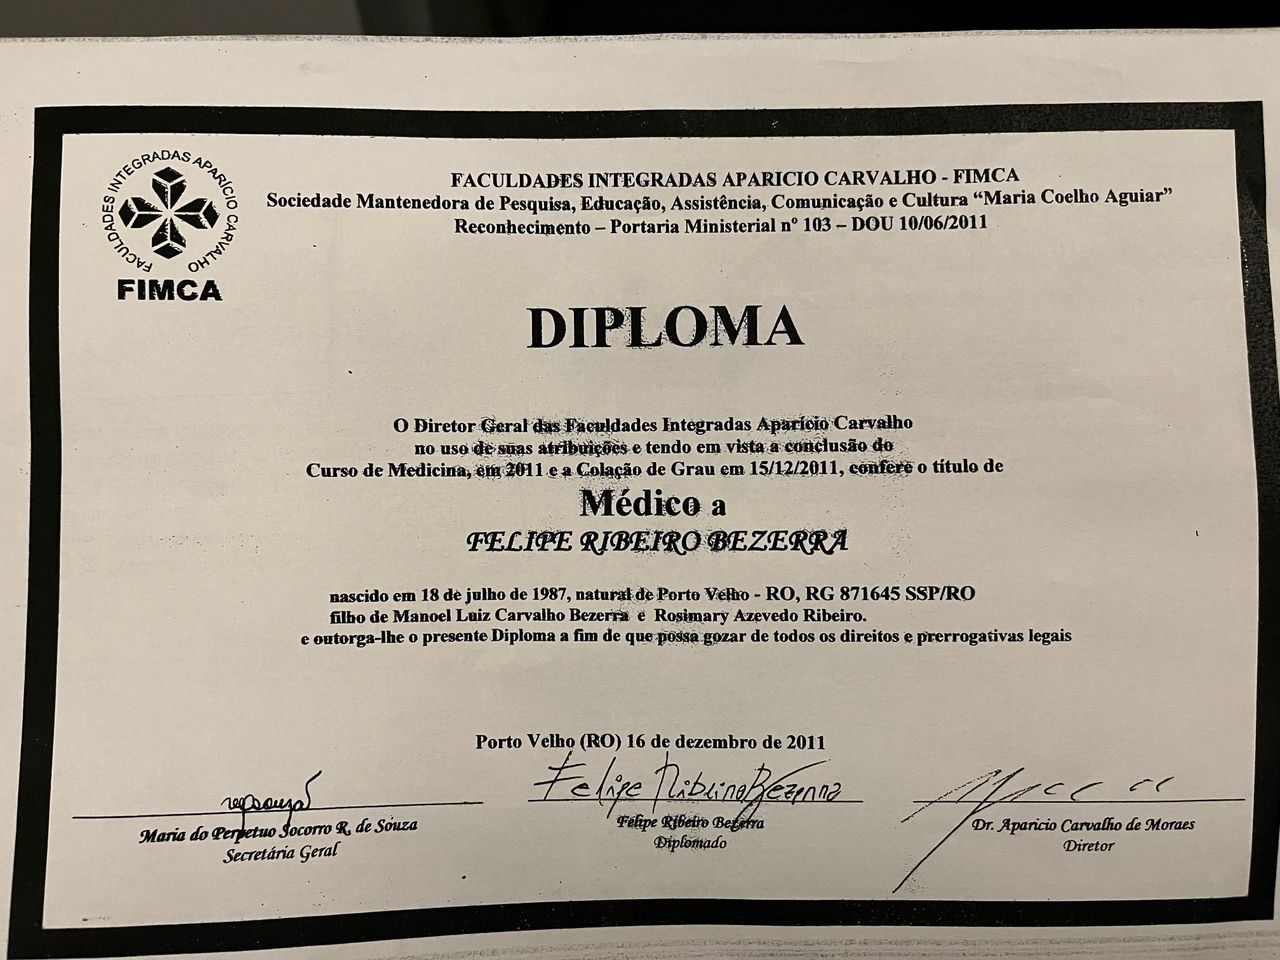 FACULDADES INTEGRADAS APARICIO CARVALHO
FIMCA
FACULDADES INTEGRADAS APARICIO CARVALHO - FIMCA
Sociedade Mantenedora de Pesquisa, Educação, Assistência, Comunicação e Cultura “Maria Coelho Aguiar”
Reconhecimento – Portaria Ministerial nº 103 – DOU 10/06/2011
DIPLOMA
O Diretor Geral das Faculdades Integradas Aparício Carvalho
no uso de suas atribuições e tendo em vista a conclusão do
Curso de Medicina, em 2011 e a Colação de Grau em 15/12/2011, confere o título de
Médico a
FELIPE RIBEIRO BEZERRA
nascido em 18 de julho de 1987, natural de Porto Velho - RO, RG 871645 SSP/RO
filho de Manoel Luiz Carvalho Bezerra e Rosimary Azevedo Ribeiro.
e outorga-lhe o presente Diploma a fim de que possa gozar de todos os direitos e prerrogativas legais
Porto Velho (RO) 16 de dezembro de 2011
Felipe Ribeiro Bezerra
Maria do Perpetuo Socorro R. de Souza
Secretária Geral
Felipe Ribeiro Bezerra
Diplomado
Dr. Aparicio Carvalho de Moraes
Diretor